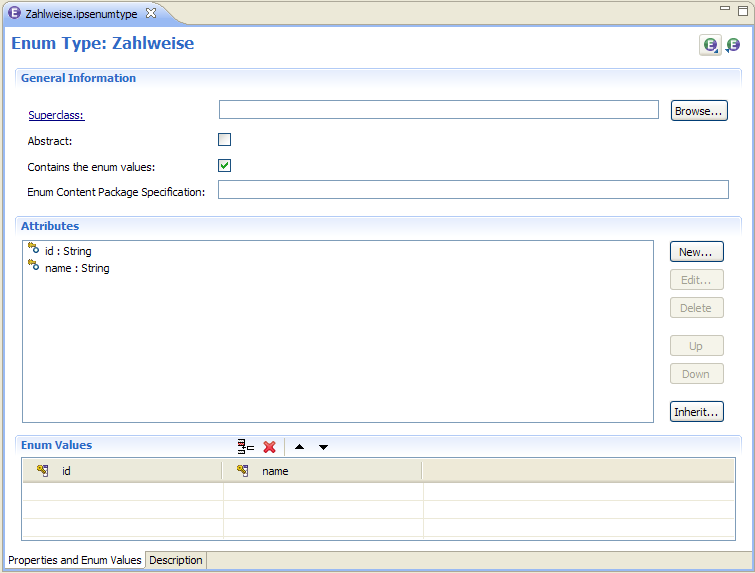 Zahlweise.ipsenumtype
Enum Type: Zahlweise
General Information
Superclass:
Browse...
Abstract:
Contains the enum values:
Enum Content Package Specification:
Attributes
id : String
name : String
New...
Edit...
Delete
Up
Down
Inherit...
Enum Values
id name
Properties and Enum Values Description